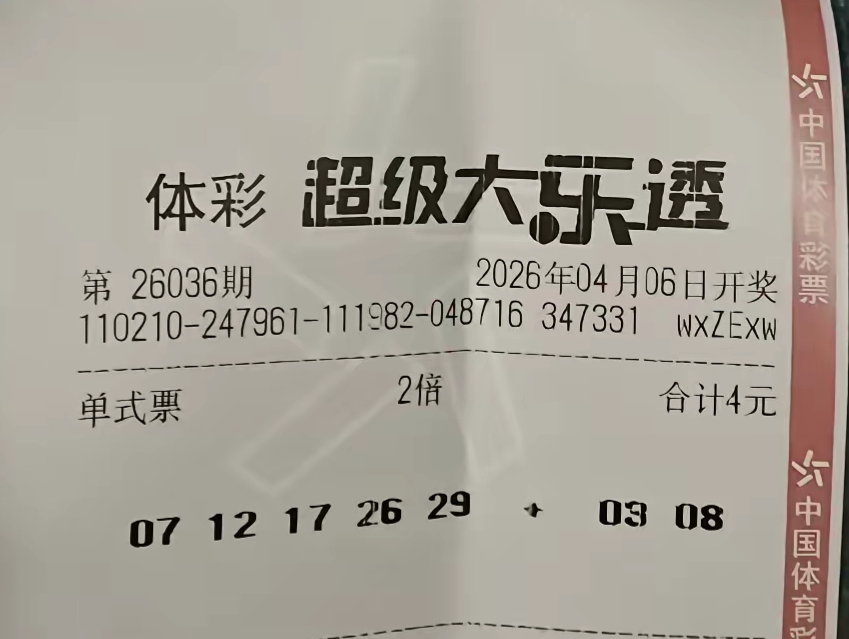 体彩 超级大乐透
第 26036期 2026年04月06日开奖
110210-247961-111982-048716 347331 WXZEXW
单式票 2倍 合计4元
07 12 17 26 29 + 03 08
中国体育彩票
中国体育彩